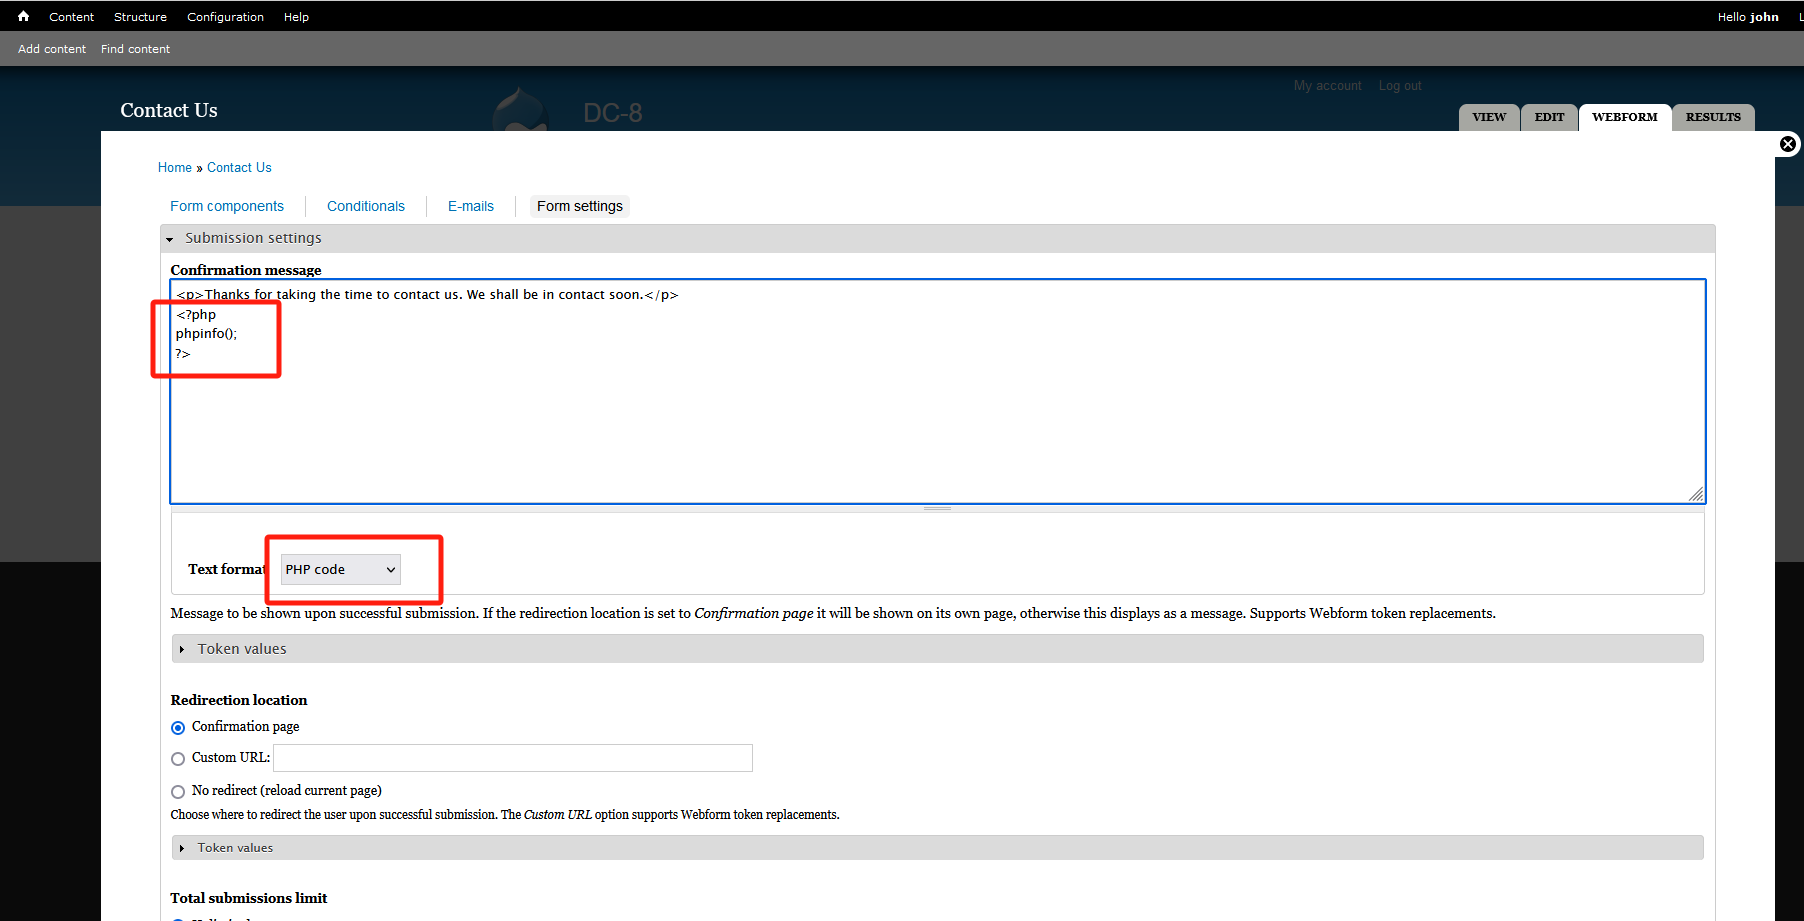 Content Structure Configuration Help Hello john
Add content Find content
My account Log out
Contact Us
DC-8
VIEW EDIT WEBFORM RESULTS
Home » Contact Us
Form components Conditionals E-mails Form settings
Submission settings
Confirmation message
<p>Thanks for taking the time to contact us. We shall be in contact soon.</p>
<?php
phpinfo();
?>
Text format PHP code
Message to be shown upon successful submission. If the redirection location is set to Confirmation page it will be shown on its own page, otherwise this displays as a message. Supports Webform token replacements.
Token values
Redirection location
Confirmation page
Custom URL:
No redirect (reload current page)
Choose where to redirect the user upon successful submission. The Custom URL option supports Webform token replacements.
Token values
Total submissions limit